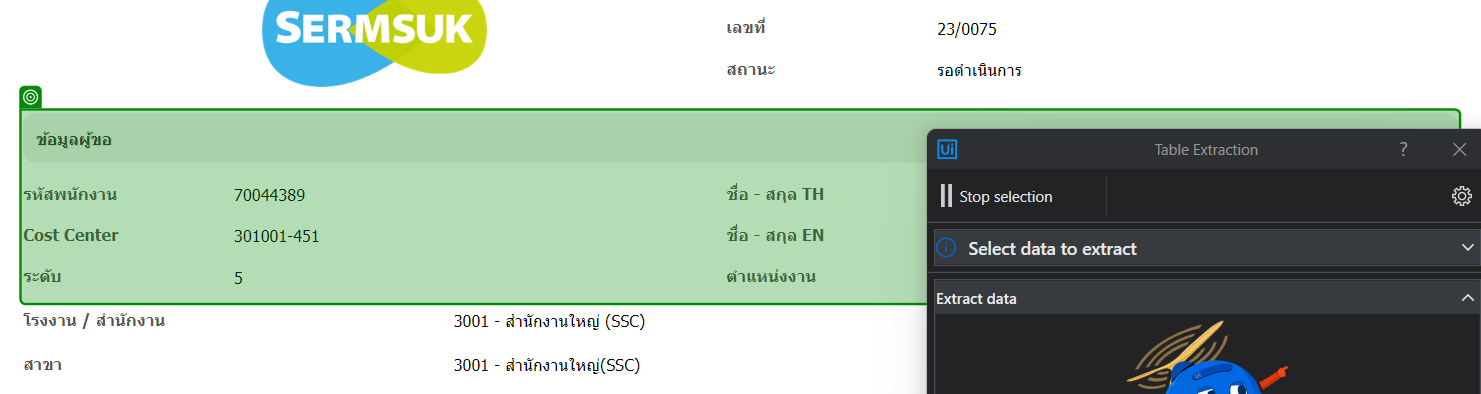 SERMSUK
เลขที่ 23/0075
สถานะ รอดำเนินการ
ข้อมูลผู้ขอ
รหัสพนักงาน 70044389 ชื่อ - สกุล TH
Cost Center 301001-451 ชื่อ - สกุล EN
ระดับ 5 ตำแหน่งงาน
โรงงาน / สำนักงาน 3001 - สำนักงานใหญ่ (SSC)
สาขา 3001 - สำนักงานใหญ่(SSC)
Ui Table Extraction ?
Stop selection
Select data to extract
Extract data
Ui